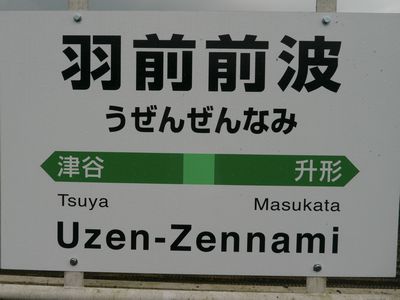 羽前前波
うぜんぜんなみ
津谷 升形
Tsuya Masukata
Uzen-Zennami